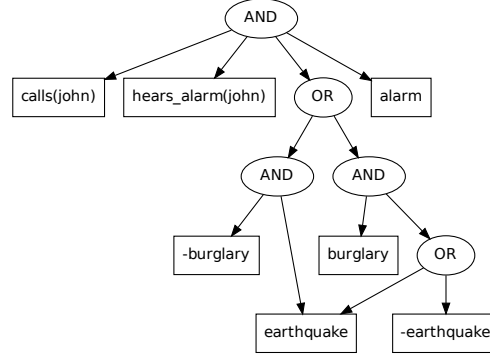 AND
calls(john)
hears_alarm(john)
OR
alarm
AND
AND
-burglary
burglary
OR
earthquake
-earthquake